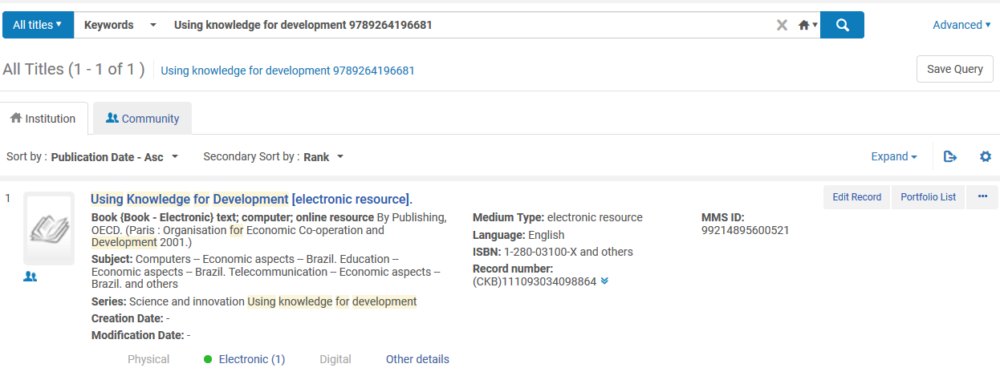 All titles Keywords Using knowledge for development 9789264196681 Advanced
All Titles (1 - 1 of 1 ) Using knowledge for development 9789264196681 Save Query
Institution Community
Sort by : Publication Date - Asc Secondary Sort by : Rank Expand
1
Using Knowledge for Development [electronic resource].
Edit Record Portfolio List
Book {Book - Electronic} text; computer; online resource By Publishing,
OECD. (Paris : Organisation for Economic Co-operation and
Development 2001.)
Subject: Computers -- Economic aspects -- Brazil. Education --
Economic aspects -- Brazil. Telecommunication -- Economic aspects --
Brazil. and others
Series: Science and innovation Using knowledge for development
Creation Date: -
Modification Date: -
Medium Type: electronic resource
Language: English
ISBN: 1-280-03100-X and others
Record number:
(CKB)111093034098864
MMS ID:
99214895600521
Physical Electronic (1) Digital Other details